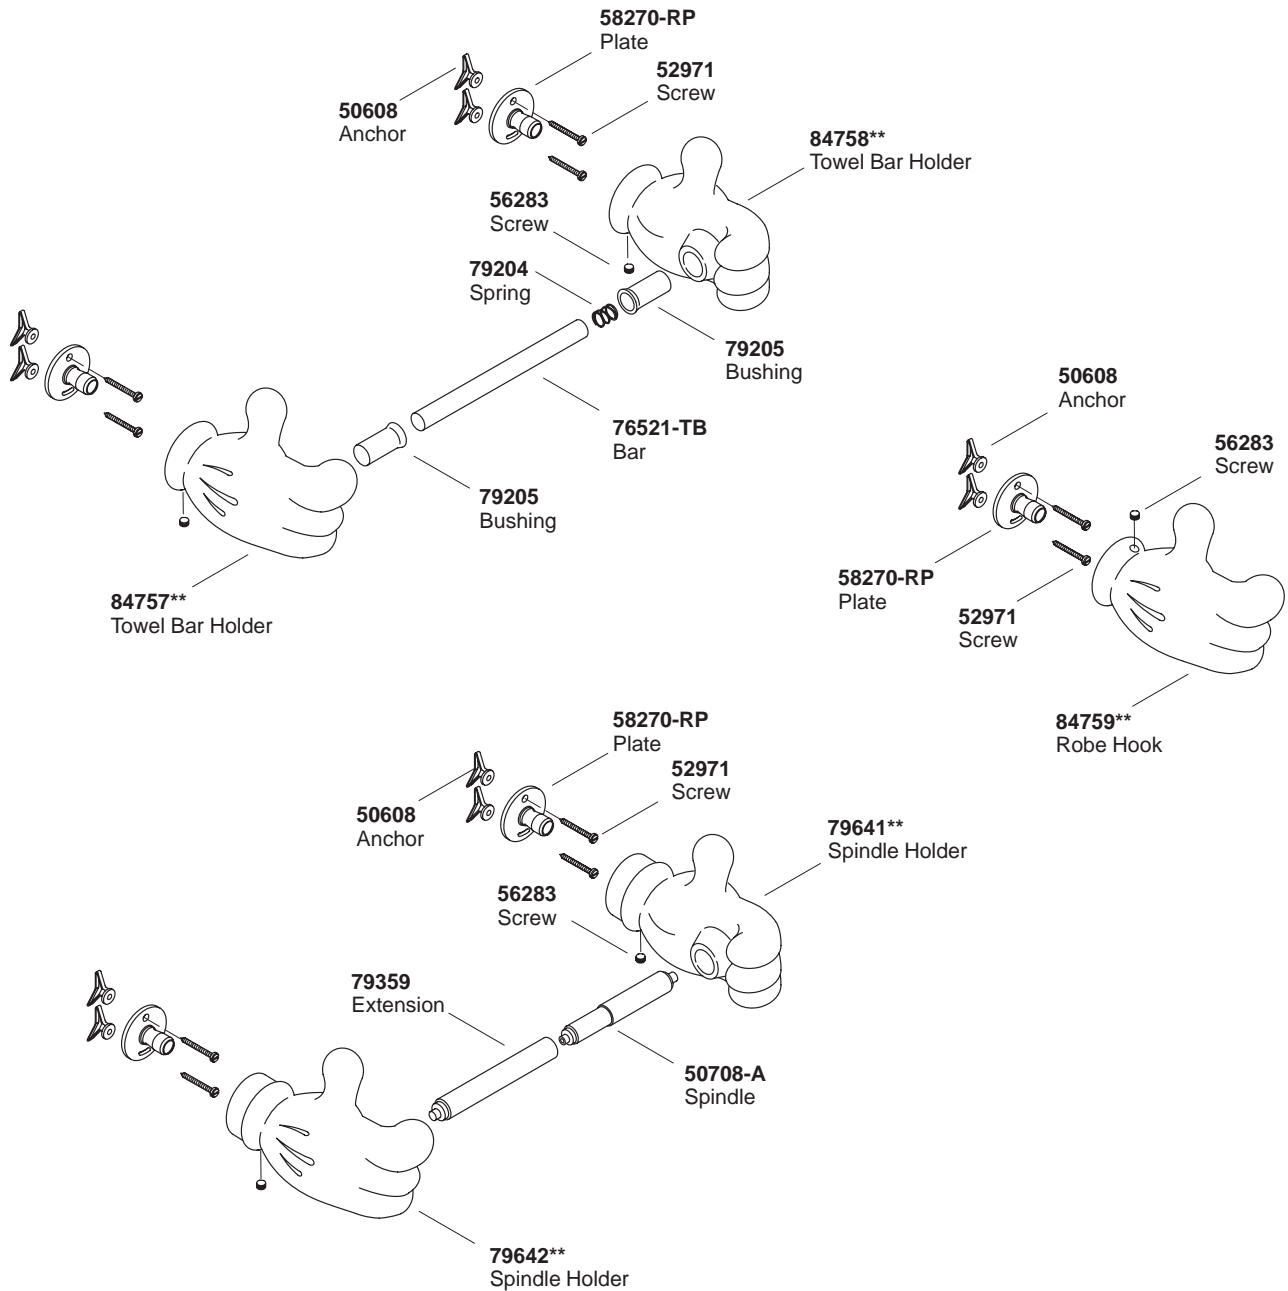 58270-RP
Plate
52971
Screw
50608
Anchor
84758**
Towel Bar Holder
56283
Screw
79204
Spring
79205
Bushing
76521-TB
Bar
79205
Bushing
84757**
Towel Bar Holder
50608
Anchor
56283
Screw
58270-RP
Plate
52971
Screw
84759**
Robe Hook
58270-RP
Plate
52971
Screw
50608
Anchor
79641**
Spindle Holder
56283
Screw
79359
Extension
50708-A
Spindle
79642**
Spindle Holder